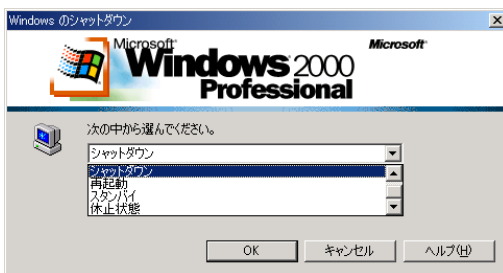 Windows のシャットダウン
Microsoft
Microsoft
Windows 2000
Professional
次の中から選んでください。
シャットダウン
シャットダウン
再起動
スタンバイ
休止状態
OK
キャンセル
ヘルプ(H)